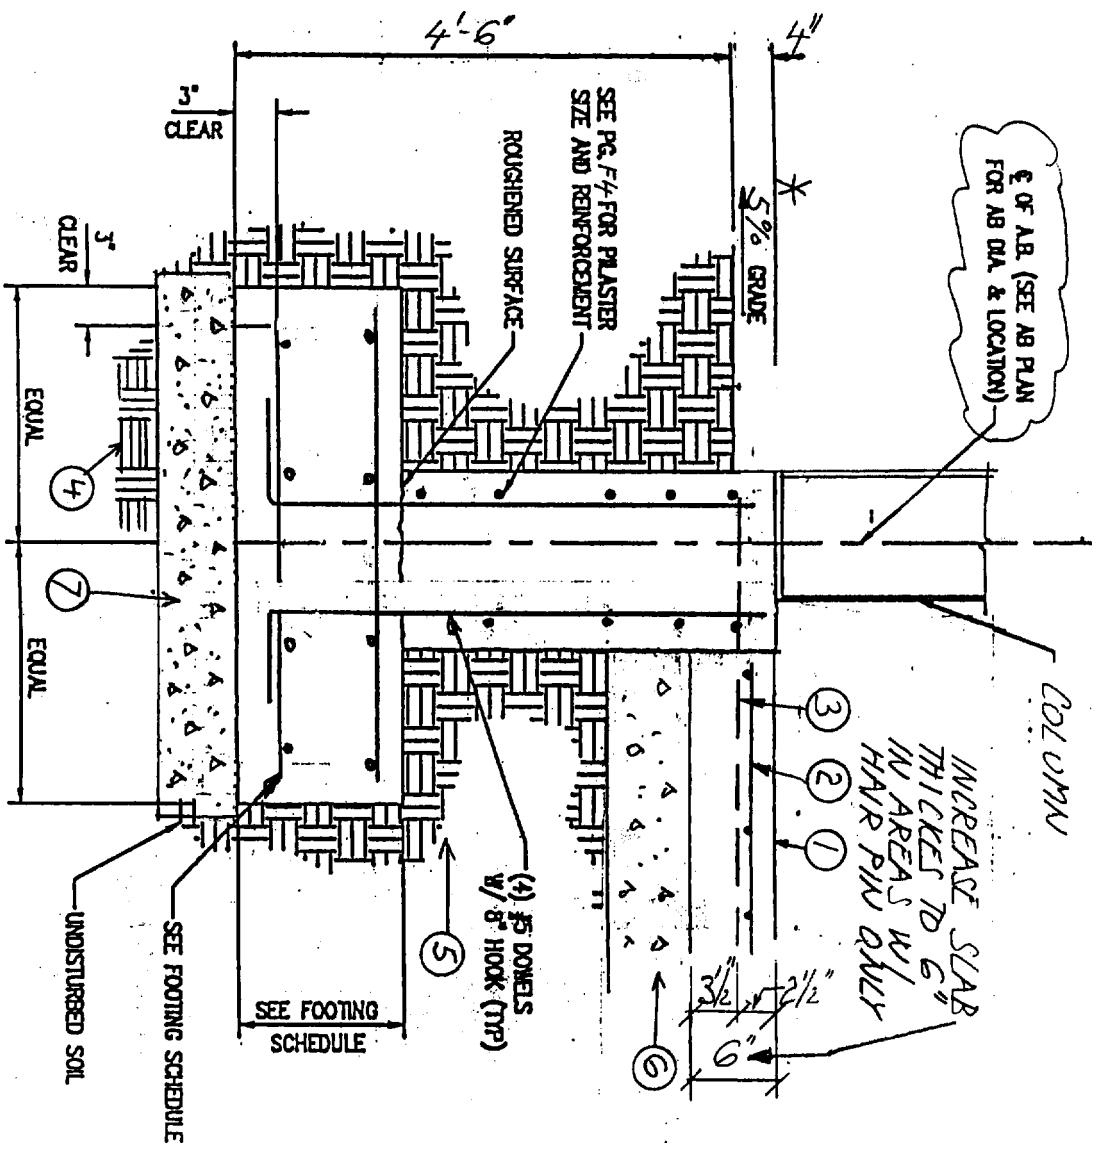 4'-6"
4"
℄ OF A.B. (SEE AB PLAN
FOR AB DIA. & LOCATION)
3"
CLEAR
SEE PG. F4 FOR PILASTER
SIZE AND REINFORCEMENT
ROUGHENED SURFACE
5% GRADE
*
3"
CLEAR
EQUAL
EQUAL
4
7
COLUMN
INCREASE SLAB
THICKES TO 6"
IN AREAS W/
HAIR PIN ONLY
3
2
1
(4) #5 DOWELS
W/ 8" HOOK (TYP)
5
6
3½"
2½"
6"
SEE FOOTING
SCHEDULE
SEE FOOTING SCHEDULE
UNDISTURBED SOIL